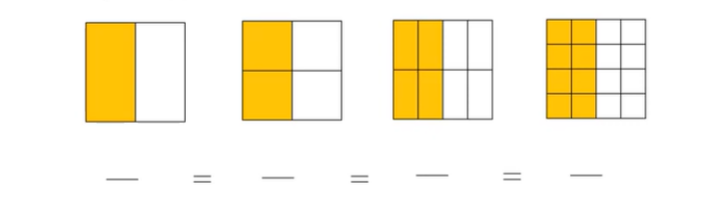 — = — = — = —